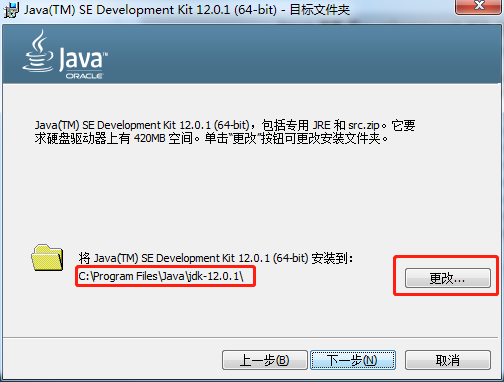 Java(TM) SE Development Kit 12.0.1 (64-bit) - 目标文件夹
Java
ORACLE
Java(TM) SE Development Kit 12.0.1 (64-bit)，包括专用 JRE 和 src.zip。它要
求硬盘驱动器上有 420MB 空间。单击“更改”按钮可更改安装文件夹。
将 Java(TM) SE Development Kit 12.0.1 (64-bit) 安装到：
C:\Program Files\Java\jdk-12.0.1\
更改...
上一步(B)
下一步(N)
取消